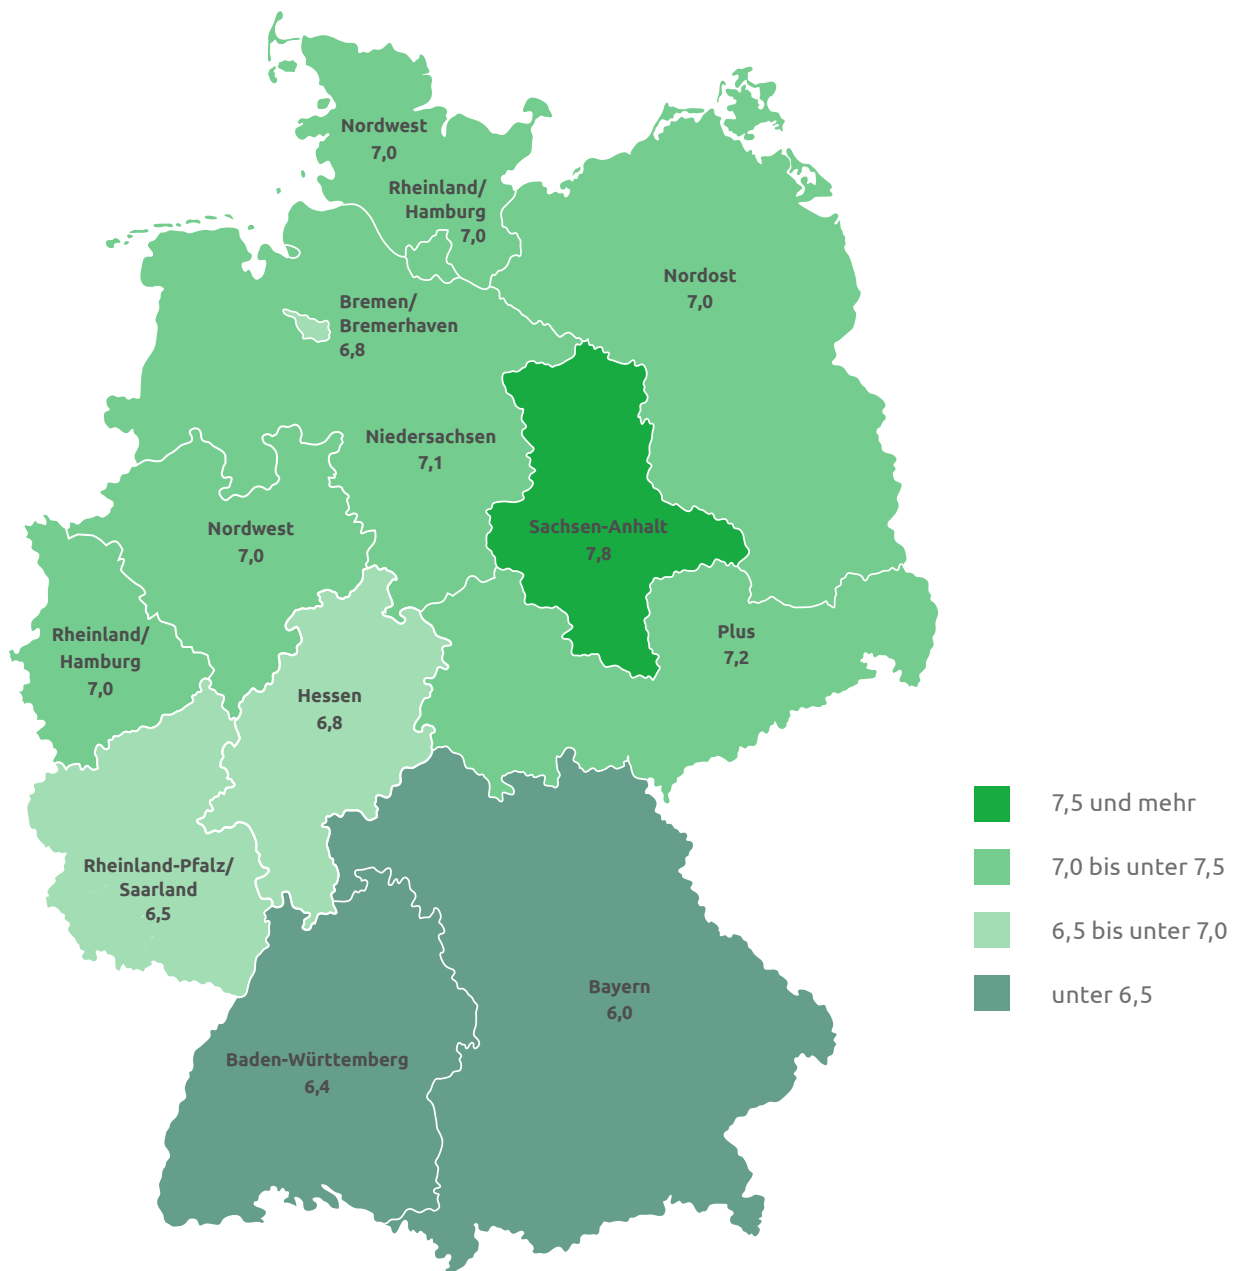 Nordwest
7,0
Rheinland/
Hamburg
7,0
Nordost
7,0
Bremen/
Bremerhaven
6,8
Niedersachsen
7,1
Nordwest
7,0
Sachsen-Anhalt
7,8
Rheinland/
Hamburg
7,0
Plus
7,2
Hessen
6,8
Rheinland-Pfalz/
Saarland
6,5
Bayern
6,0
Baden-Württemberg
6,4
7,5 und mehr
7,0 bis unter 7,5
6,5 bis unter 7,0
unter 6,5